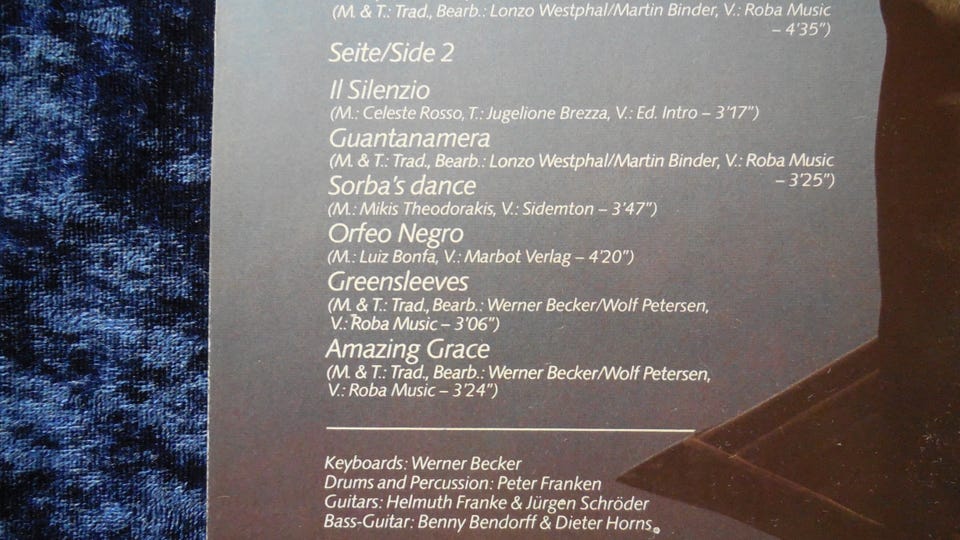 (M. & T.: Trad., Bearb.: Lonzo Westphal/Martin Binder, V.: Roba Music
– 4'35")
Seite/Side 2
Il Silenzio
(M.: Celeste Rosso, T.: Jugelione Brezza, V.: Ed. Intro – 3'17")
Guantanamera
(M. & T.: Trad., Bearb.: Lonzo Westphal/Martin Binder, V.: Roba Music
– 3'25")
Sorba's dance
(M.: Mikis Theodorakis, V.: Sidemton – 3'47")
Orfeo Negro
(M.: Luiz Bonfa, V.: Marbot Verlag – 4'20")
Greensleeves
(M. & T.: Trad., Bearb.: Werner Becker/Wolf Petersen,
V.: Roba Music – 3'06")
Amazing Grace
(M. & T.: Trad., Bearb.: Werner Becker/Wolf Petersen,
V.: Roba Music – 3'24")
Keyboards: Werner Becker
Drums and Percussion: Peter Franken
Guitars: Helmuth Franke & Jürgen Schröder
Bass-Guitar: Benny Bendorff & Dieter Horns